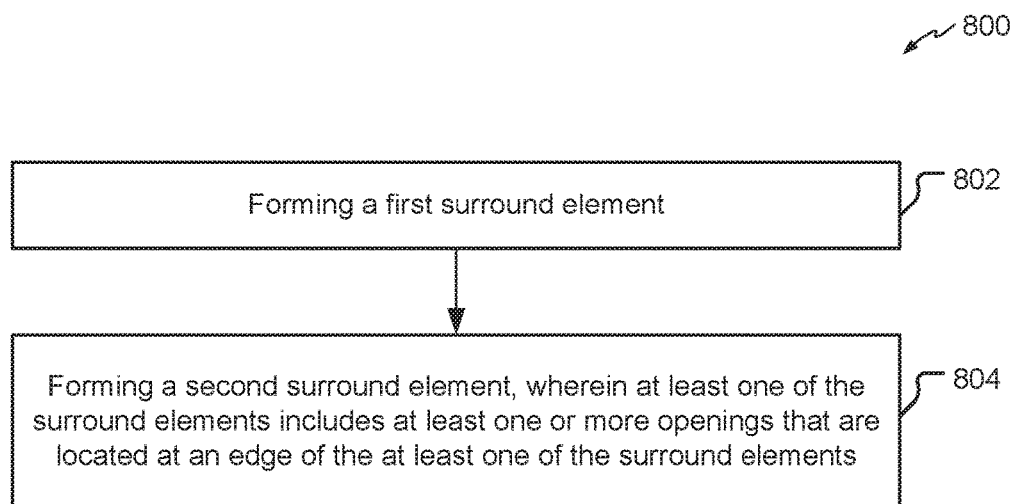 800
Forming a first surround element
802
Forming a second surround element, wherein at least one of the
surround elements includes at least one or more openings that are
located at an edge of the at least one of the surround elements
804